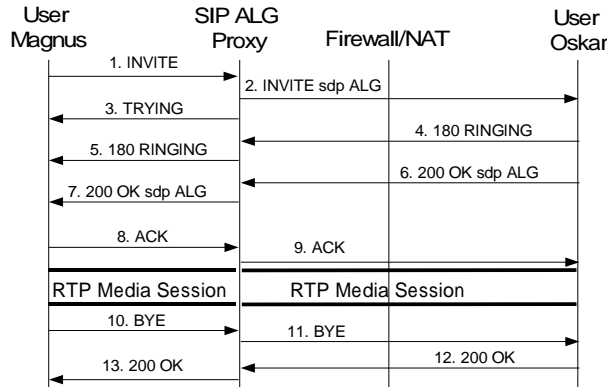 User Magnus
SIP ALG Proxy
Firewall/NAT
User Oskar
1. INVITE
2. INVITE sdp ALG
3. TRYING
4. 180 RINGING
5. 180 RINGING
6. 200 OK sdp ALG
7. 200 OK sdp ALG
8. ACK
9. ACK
RTP Media Session
RTP Media Session
10. BYE
11. BYE
12. 200 OK
13. 200 OK